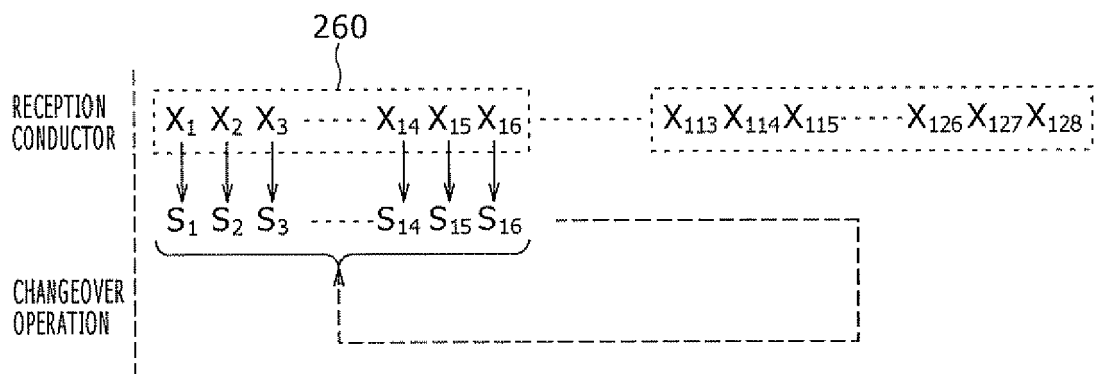 260
RECEPTION
CONDUCTOR
X₁ X₂ X₃ ------ X₁₄ X₁₅ X₁₆ -------- X₁₁₃ X₁₁₄ X₁₁₅ ------ X₁₂₆ X₁₂₇ X₁₂₈
S₁ S₂ S₃ ------ S₁₄ S₁₅ S₁₆
CHANGEOVER
OPERATION